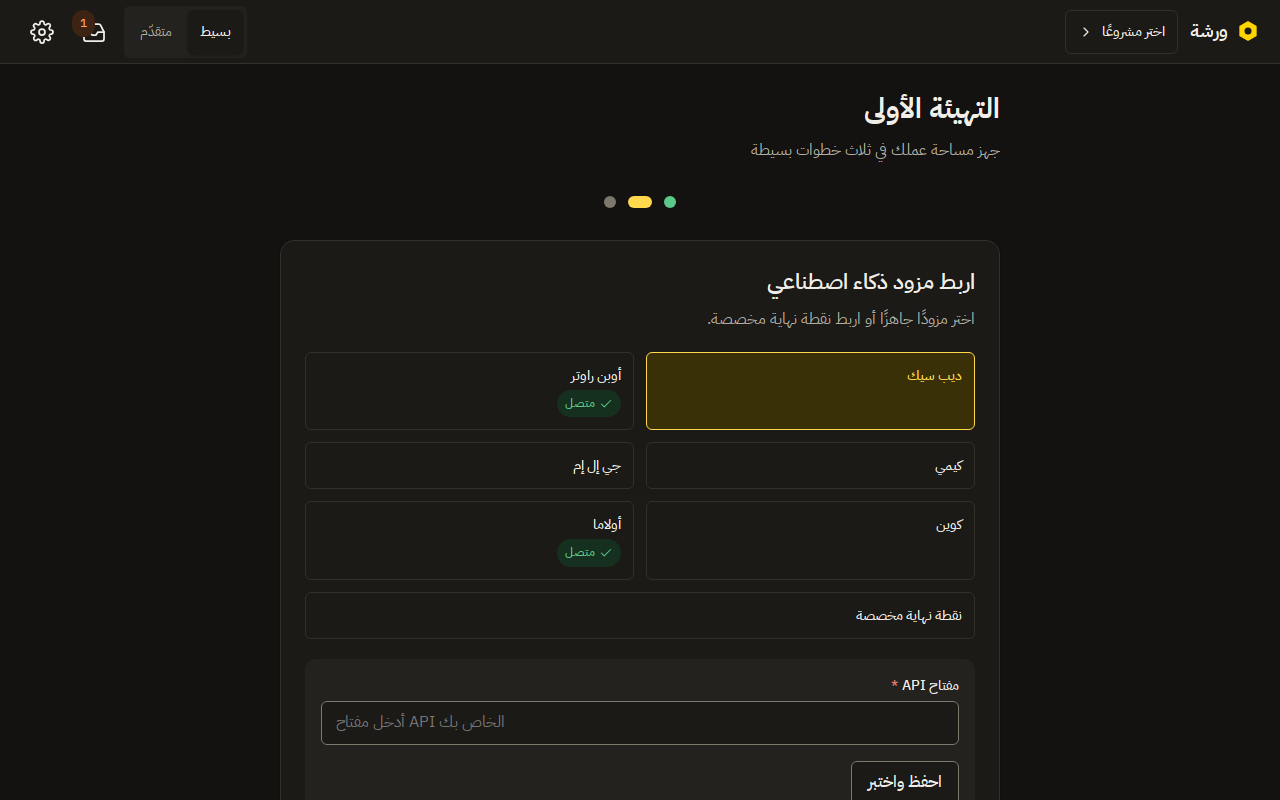 ورشة
اختر مشروعًا
بسيط
متقدّم
1
التهيئة الأولى
جهز مساحة عملك في ثلاث خطوات بسيطة
اربط مزود ذكاء اصطناعي
اختر مزودًا جاهزًا أو اربط نقطة نهاية مخصصة.
ديب سيك
أوبن راوتر
متصل
كيمي
جي إل إم
كوين
أولاما
متصل
نقطة نهاية مخصصة
مفتاح API *
أدخل مفتاح API الخاص بك
احفظ واختبر